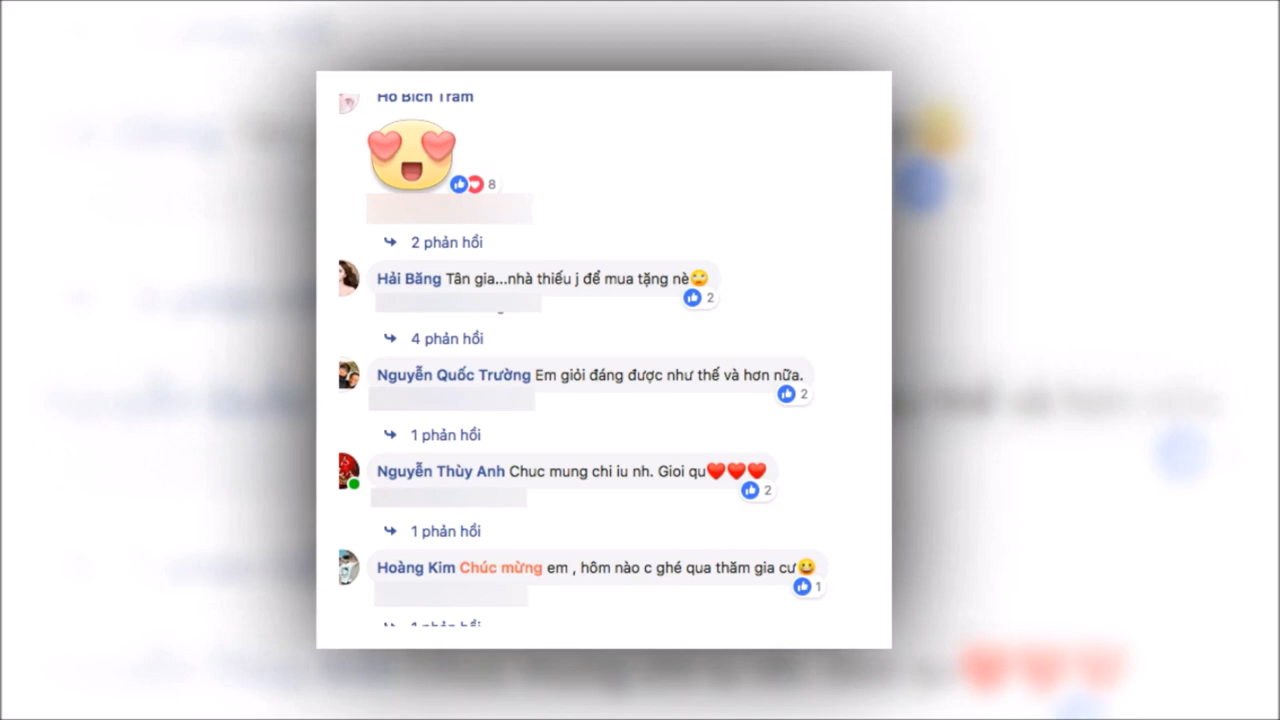 Hồ Bích Trâm
8
2 phản hồi
Hải Băng Tân gia...nhà thiếu j để mua tặng nè🙄
2
4 phản hồi
Nguyễn Quốc Trường Em giỏi đáng được như thế và hơn nữa.
2
1 phản hồi
Nguyễn Thùy Anh Chuc mung chi iu nh. Gioi qu❤️❤️❤️
2
1 phản hồi
Hoàng Kim Chúc mừng em , hôm nào c ghé qua thăm gia cư😀
1
1 phản hồi